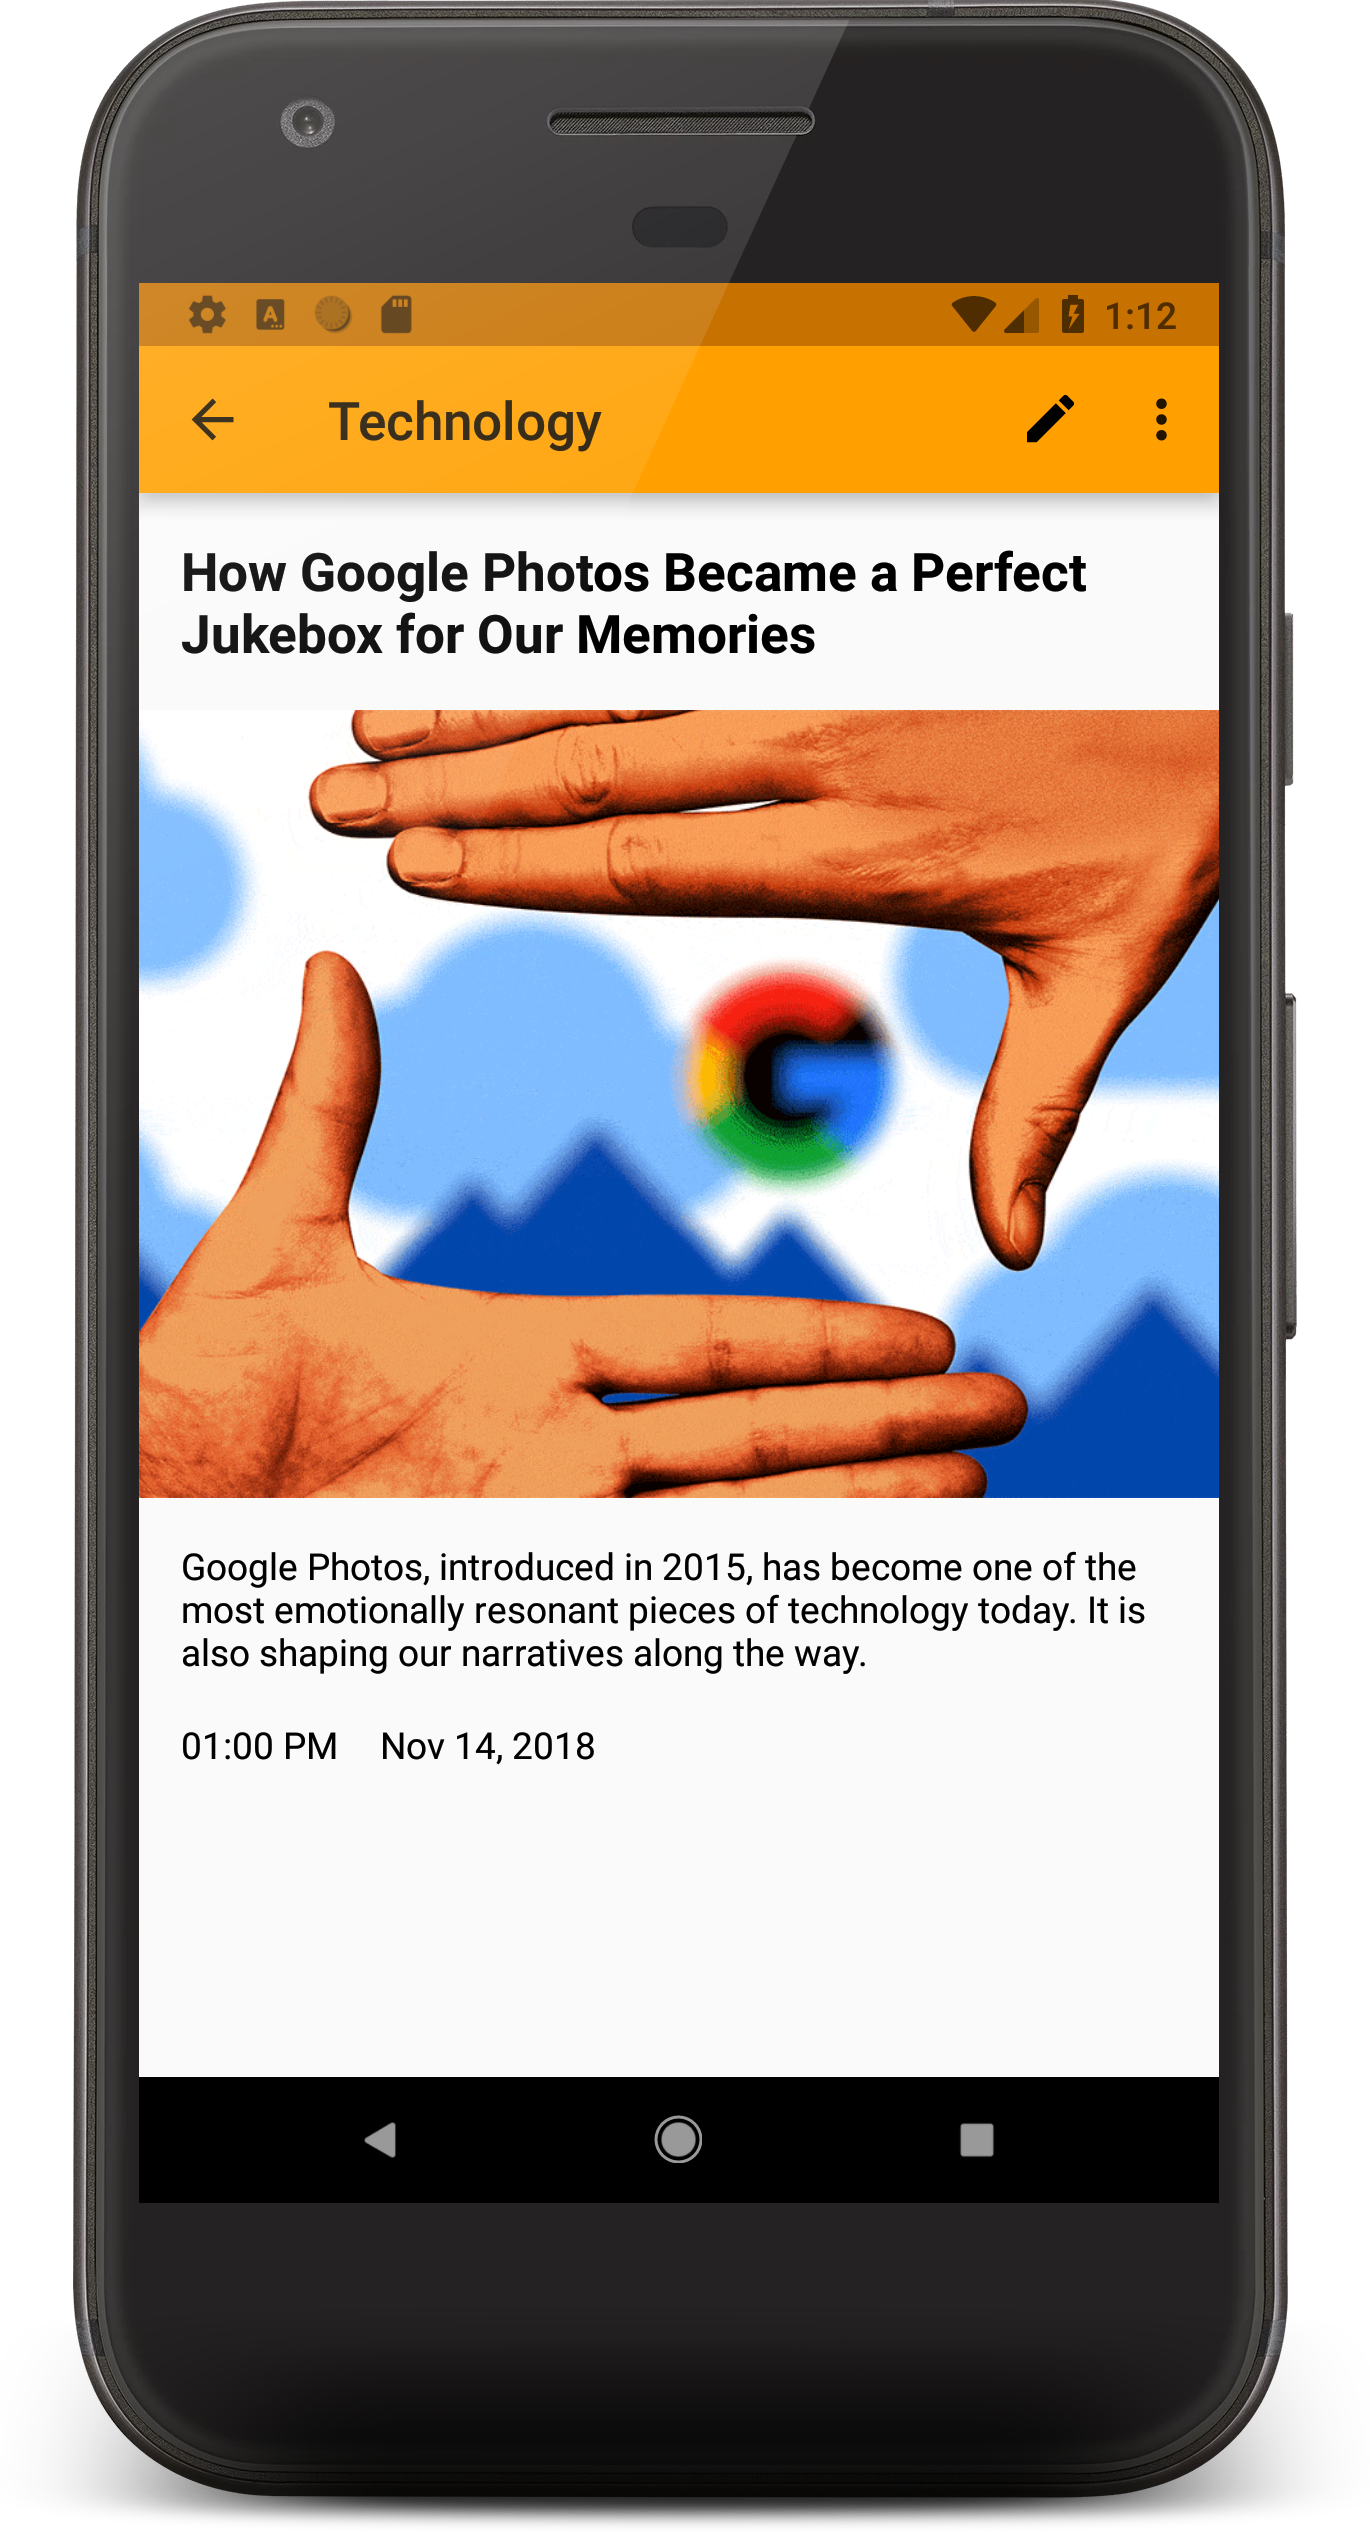 1:12
Technology
How Google Photos Became a Perfect
Jukebox for Our Memories
G
Google Photos, introduced in 2015, has become one of the
most emotionally resonant pieces of technology today. It is
also shaping our narratives along the way.
01:00 PM Nov 14, 2018